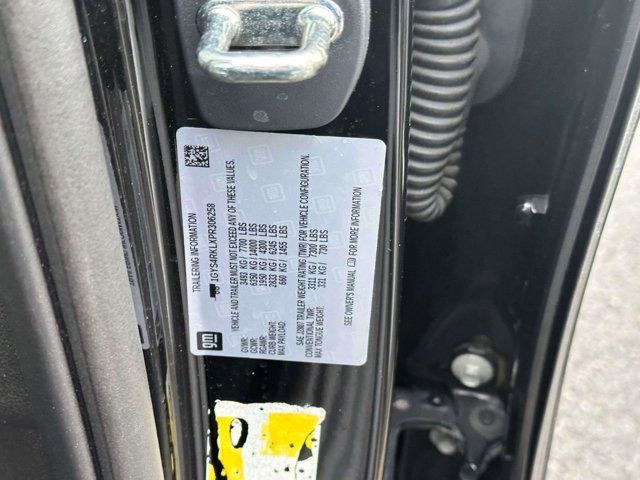 gm
TRAILERING INFORMATION
1GYS4RKLXPR306258
VEHICLE AND TRAILER MUST NOT EXCEED ANY OF THESE VALUES.
GVWR: 3493 KG / 7700 LBS
GCWR: 6350 KG / 14000 LBS
RGAWR: 1950 KG / 4300 LBS
CURB WEIGHT: 2833 KG / 6245 LBS
MAX PAYLOAD: 660 KG / 1455 LBS
SAE J2807 TRAILER WEIGHT RATING (TWR) FOR VEHICLE CONFIGURATION.
CONVENTIONAL TWR: 3311 KG / 7300 LBS
MAX TONGUE WEIGHT: 331 KG / 730 LBS
SEE OWNER'S MANUAL FOR MORE INFORMATION